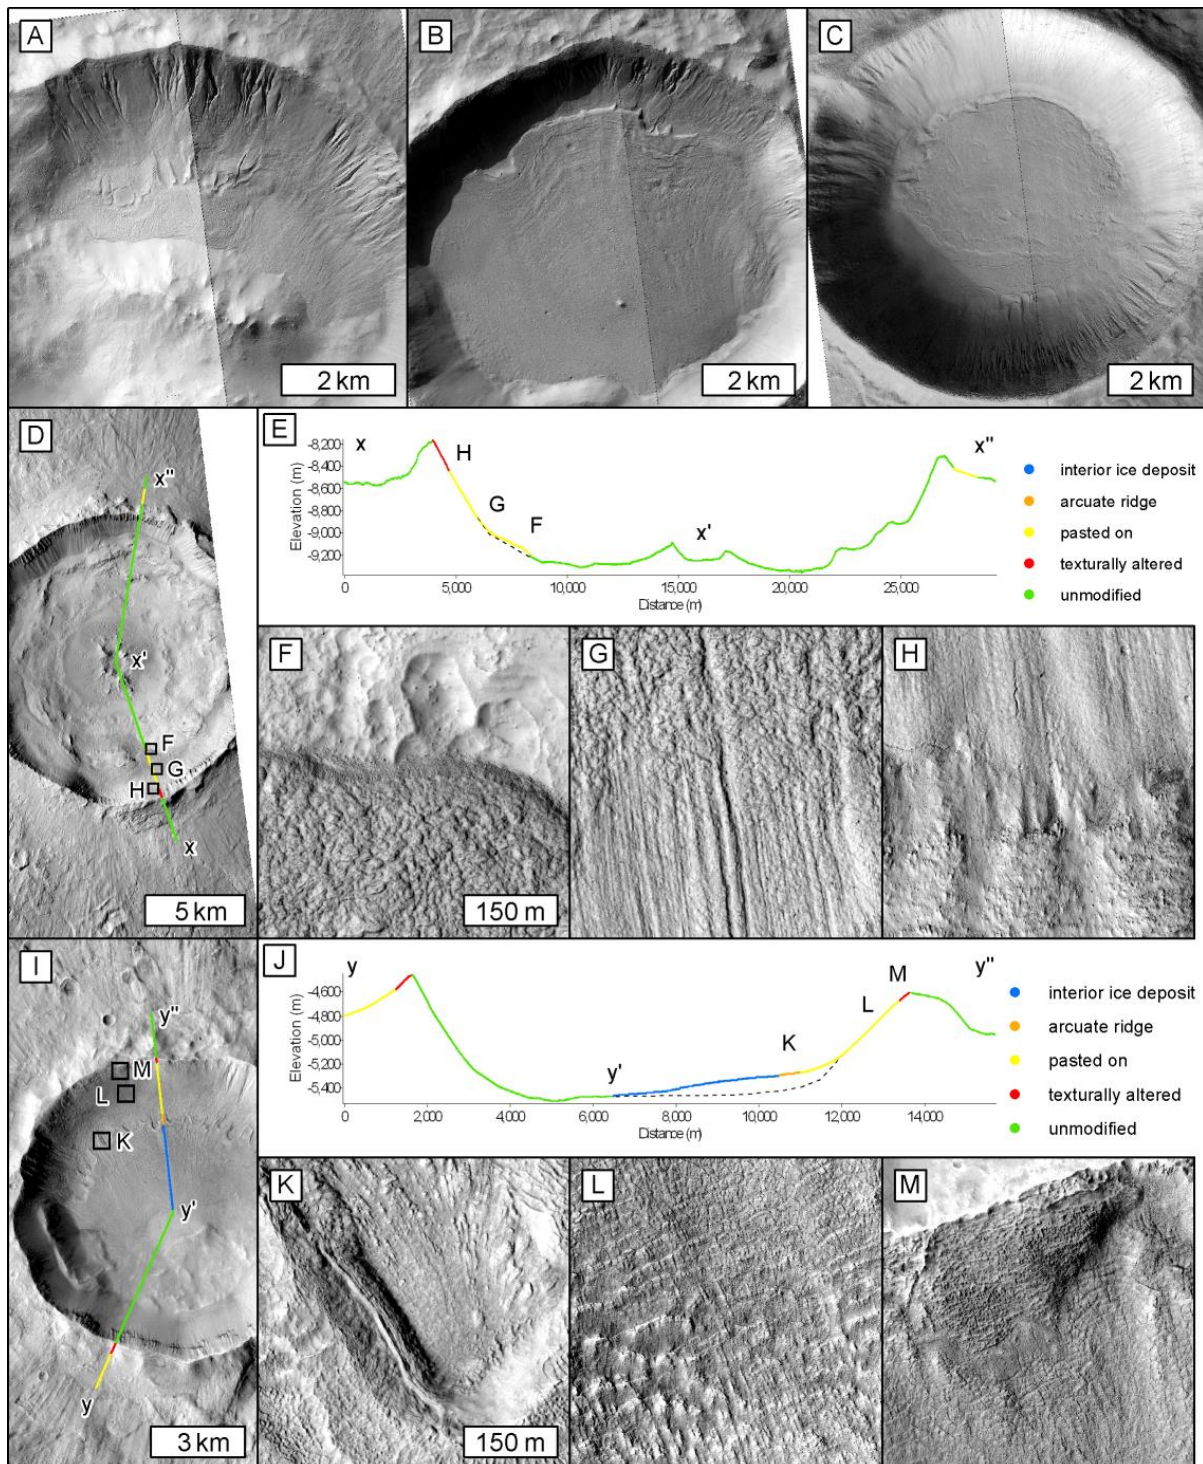 A
B
C
2 km
2 km
2 km
D
x"
x'
F
G
H
x
5 km
E
x
H
G
F
x'
x"
Elevation (m)
-8,200
-8,400
-8,600
-8,800
-9,000
-9,200
0
5,000
10,000
15,000
20,000
25,000
Distance (m)
interior ice deposit
arcuate ridge
pasted on
texturally altered
unmodified
F
150 m
G
H
I
y"
M
L
K
y'
y
3 km
J
y
y'
K
L
M
y"
Elevation (m)
-4,600
-4,800
-5,000
-5,200
-5,400
0
2,000
4,000
6,000
8,000
10,000
12,000
14,000
Distance (m)
interior ice deposit
arcuate ridge
pasted on
texturally altered
unmodified
K
150 m
L
M